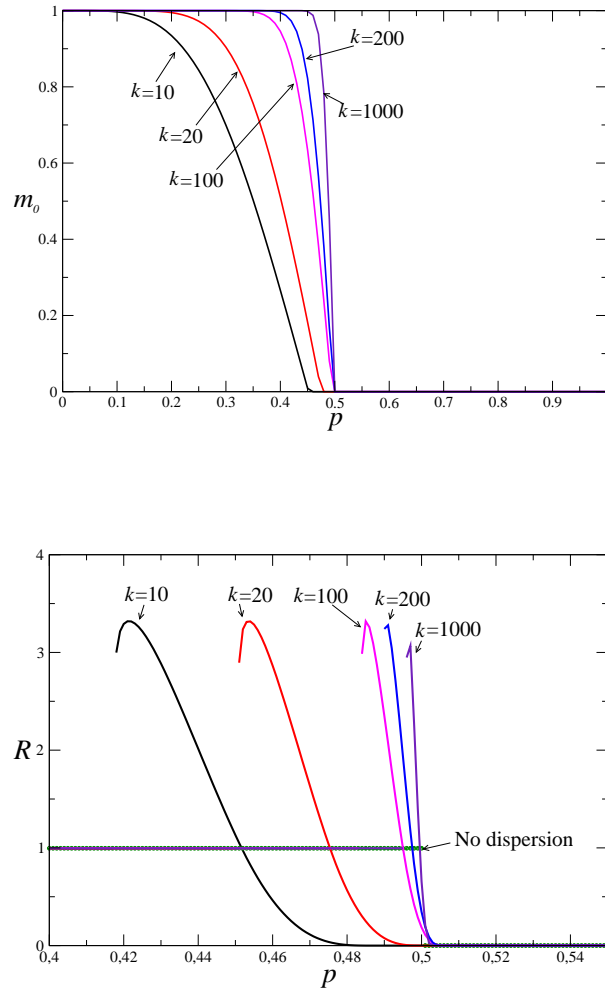 1
k=200
0.8
k=10
k=1000
k=20
0.6
k=100
m₀
0.4
0.2
0
0 0.1 0.2 0.3 0.4 0.5 0.6 0.7 0.8 0.9
p
4
k=10 k=20 k=100 k=200
k=1000
3
R
2
No dispersion
1
0
0,4 0,42 0,44 0,46 0,48 0,5 0,52 0,54
p